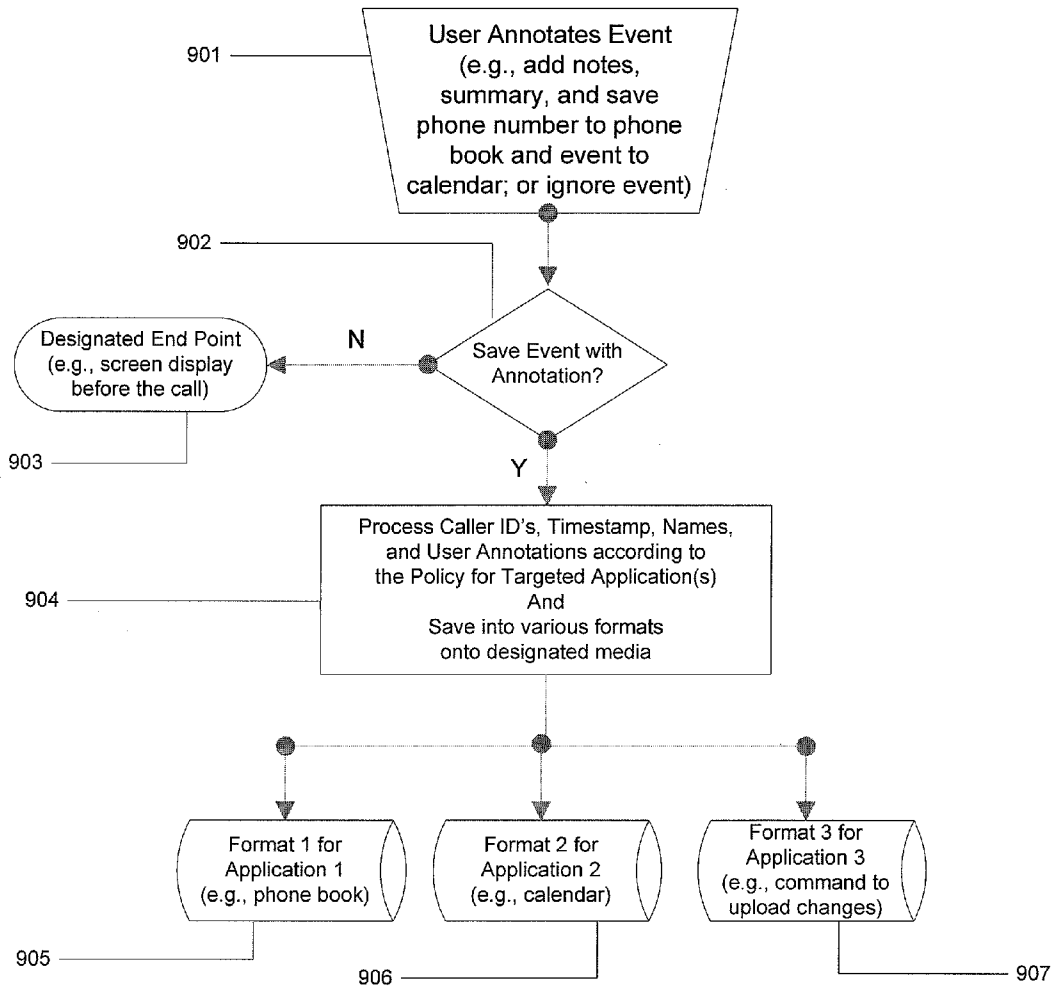 901
User Annotates Event
(e.g., add notes,
summary, and save
phone number to phone
book and event to
calendar; or ignore event)
902
Save Event with
Annotation?
N
Designated End Point
(e.g., screen display
before the call)
903
Y
904
Process Caller ID's, Timestamp, Names,
and User Annotations according to
the Policy for Targeted Application(s)
And
Save into various formats
onto designated media
Format 1 for
Application 1
(e.g., phone book)
905
Format 2 for
Application 2
(e.g., calendar)
906
Format 3 for
Application 3
(e.g., command to
upload changes)
907